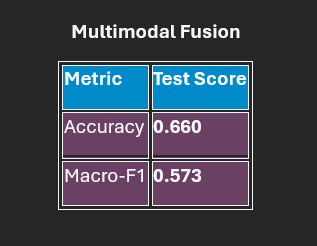 Multimodal Fusion
Metric Test Score
Accuracy 0.660
Macro-F1 0.573